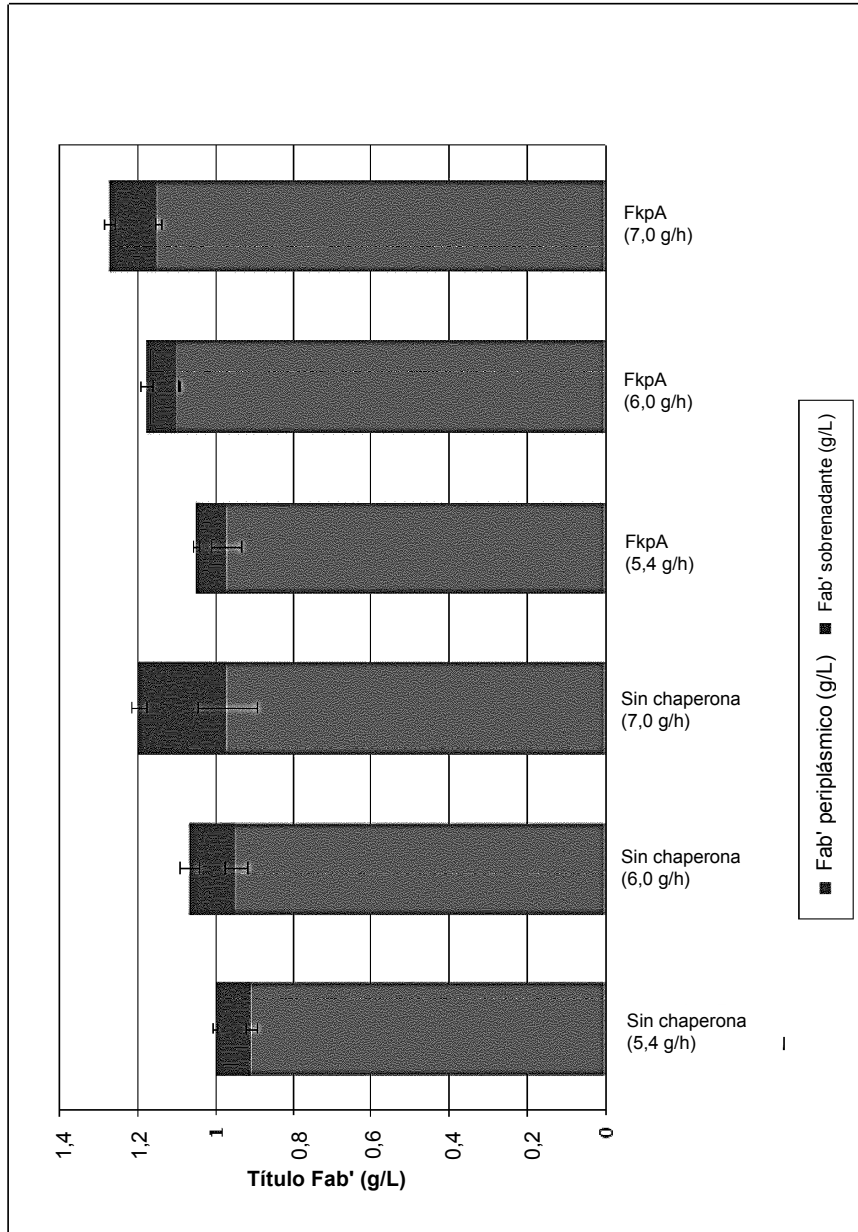 Título Fab' (g/L)
1,4
1,2
1
0,8
0,6
0,4
0,2
0
Sin chaperona
(5,4 g/h)
Sin chaperona
(6,0 g/h)
Sin chaperona
(7,0 g/h)
FkpA
(5,4 g/h)
FkpA
(6,0 g/h)
FkpA
(7,0 g/h)
Fab' periplásmico (g/L) Fab' sobrenadante (g/L)